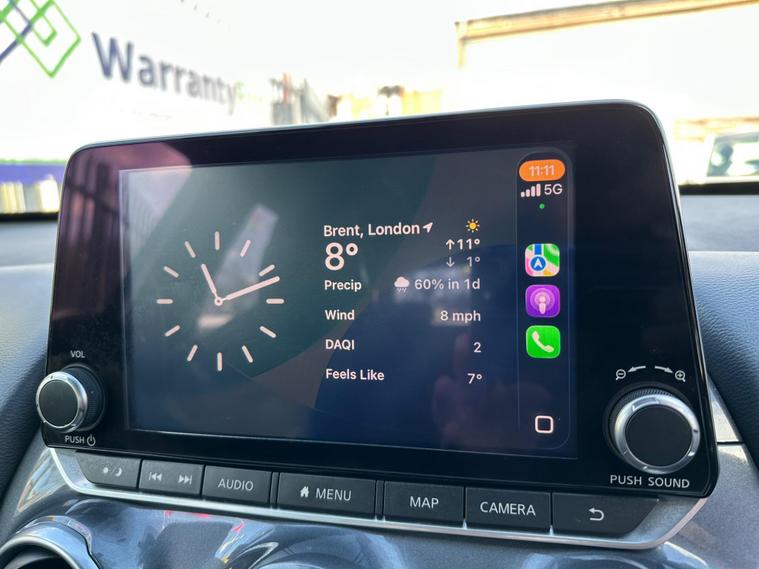 Warranty
11:11
5G
Brent, London
8°
↑11°
↓ 1°
Precip 60% in 1d
Wind 8 mph
DAQI 2
Feels Like 7°
VOL
PUSH
PUSH SOUND
AUDIO
MENU
MAP
CAMERA